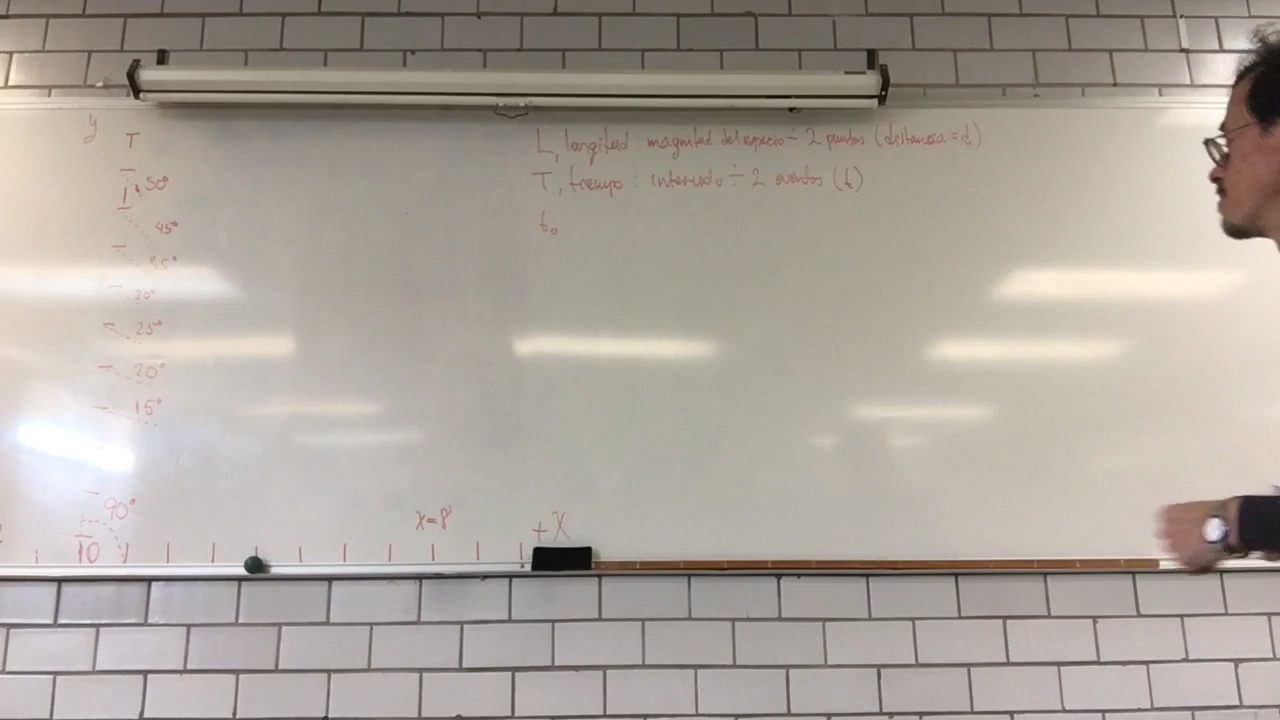 y
T
50°
45°
35°
30°
25°
20°
15°
90°
10
x=8
+X
L, longitud: magnitud del espacio ÷ 2 puntos (distancia = d)
T, tiempo: intervalo ÷ 2 eventos (t)
t₀